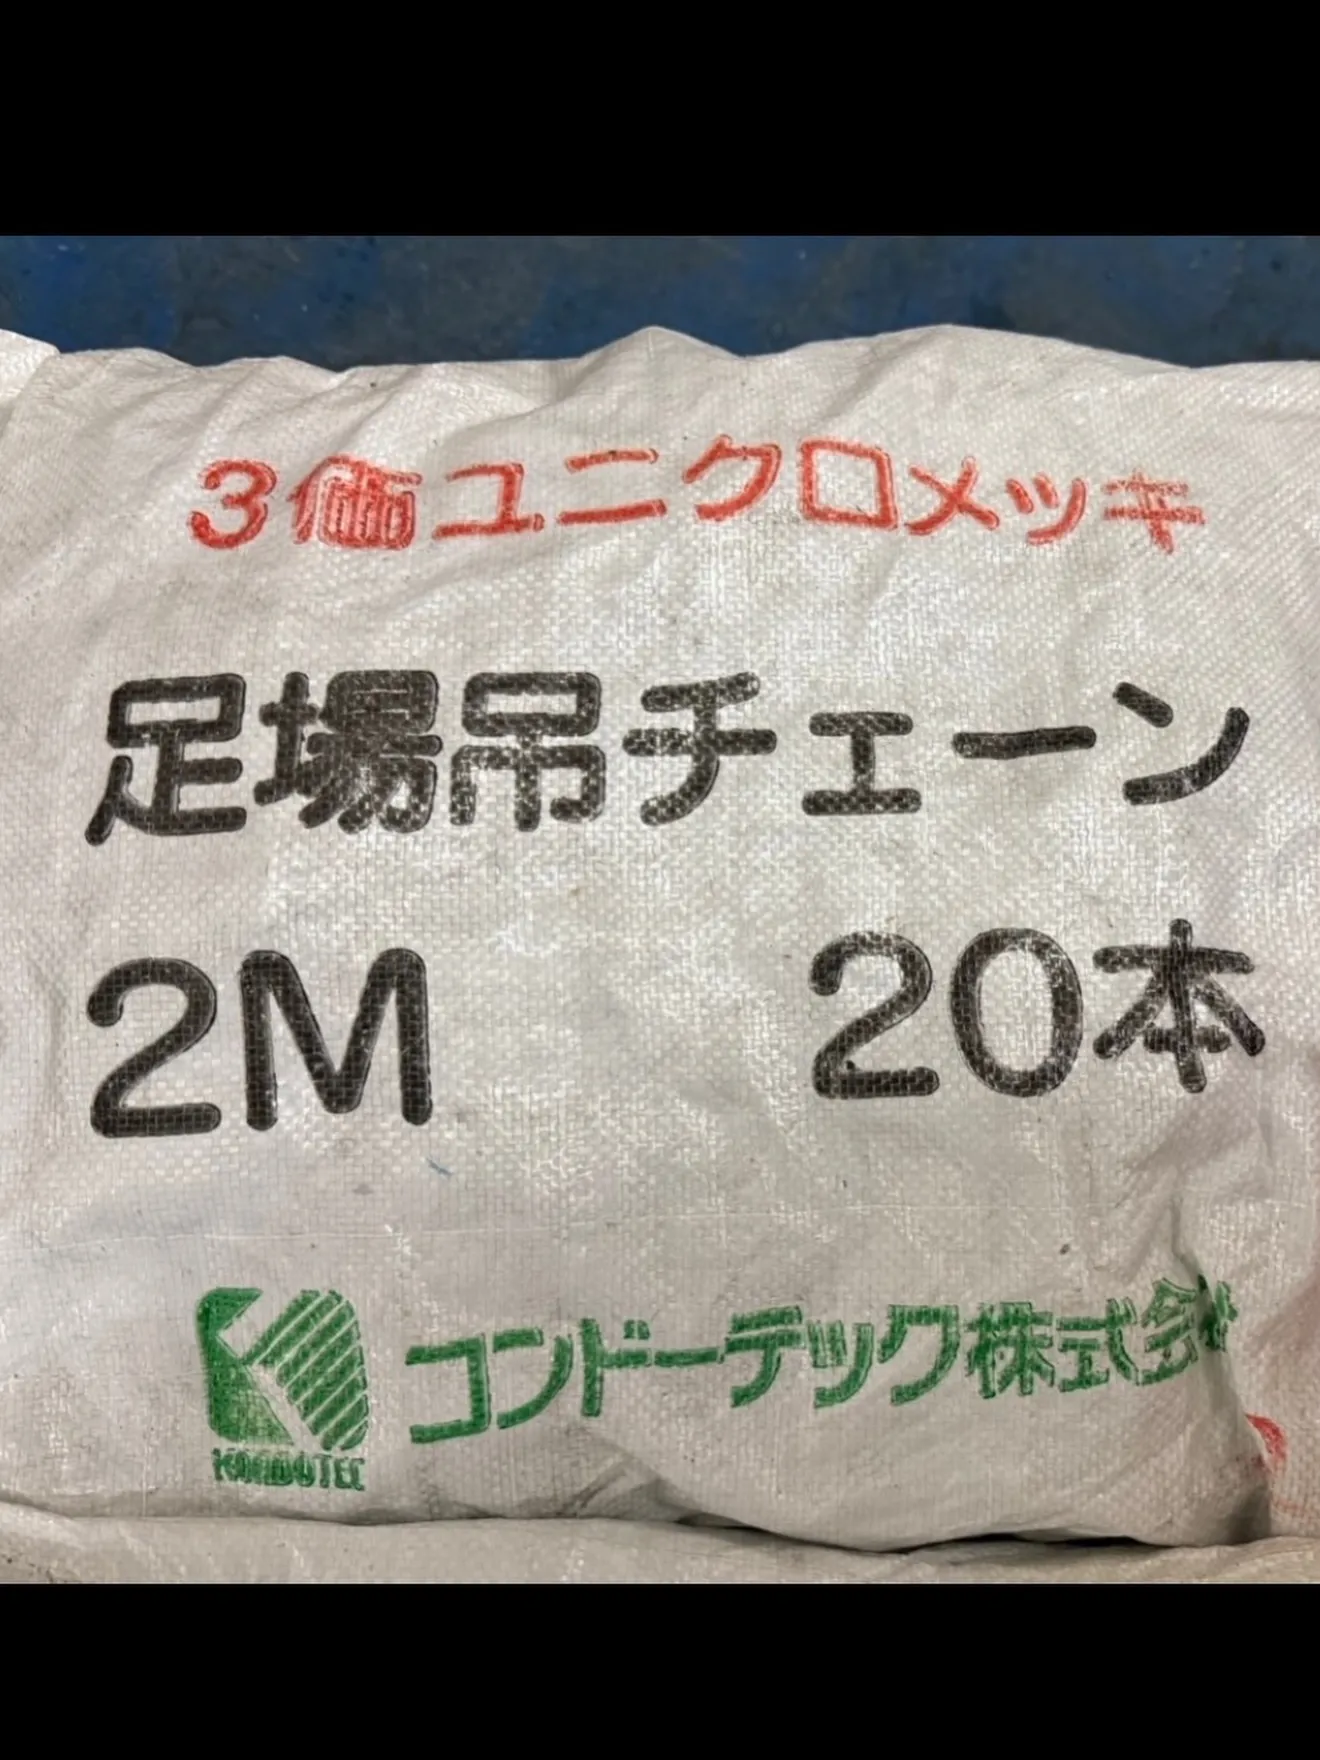 3価ユニクロメッキ
足場吊チェーン
2M 20本
コンドーテック株式会社
KONDOTEC